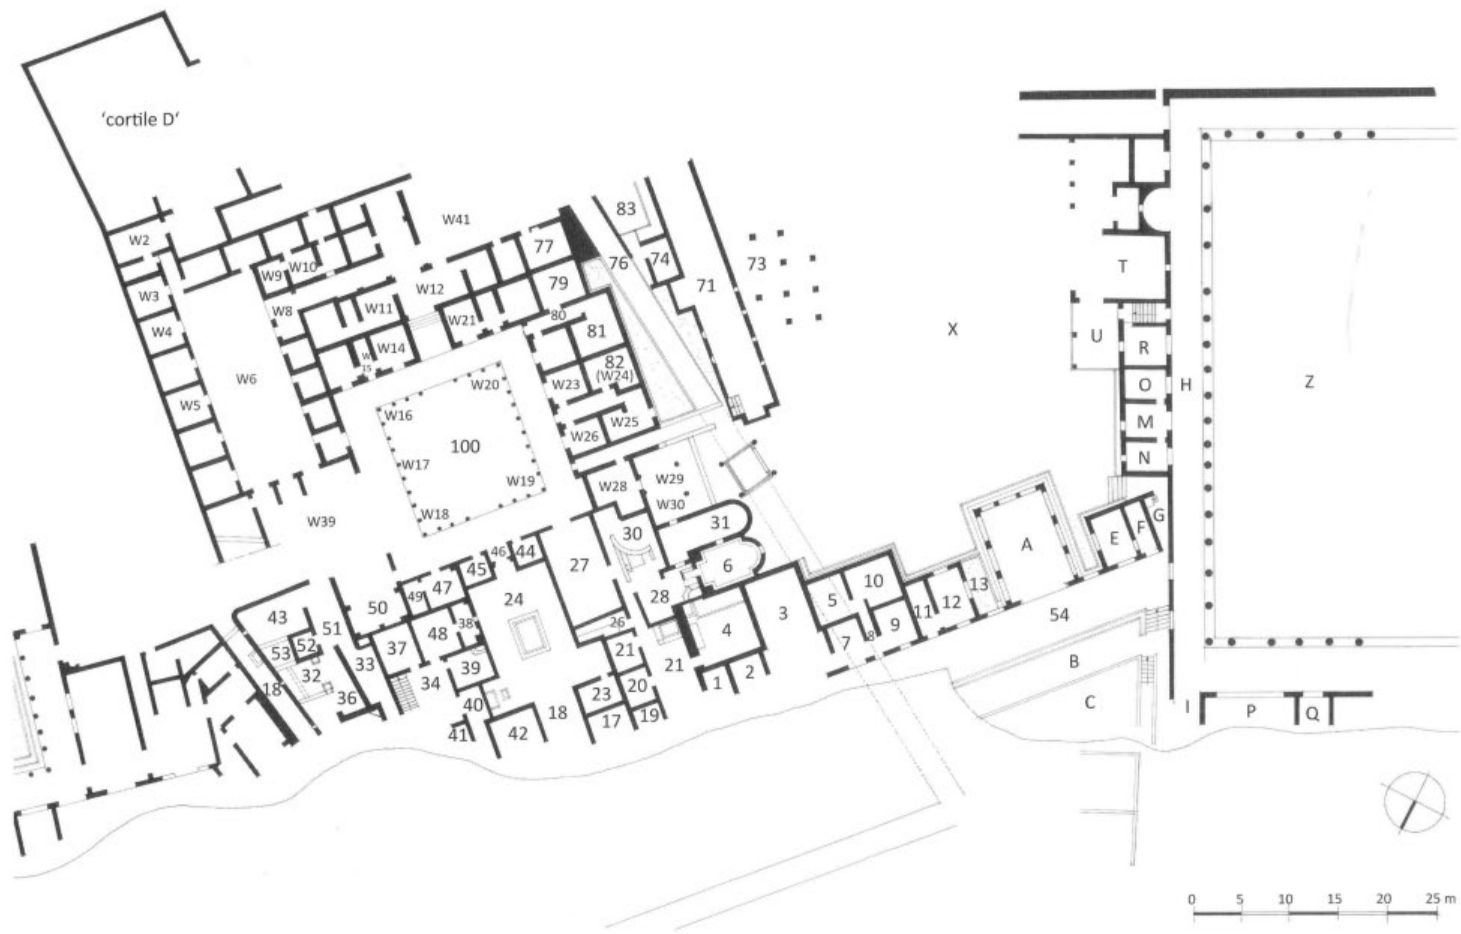 'cortile D'
83
W2
W41
77
76
74
73
W9
W10
71
T
W3
W8
W12
79
W11
80
W4
W21
81
X
U
W14
R
W
15
82
(W24)
W6
W20
W23
O
H
Z
W5
W16
W25
M
W26
100
N
W17
W29
W19
W28
W30
G
W39
W18
31
F
30
E
A
46
44
27
6
45
10
13
47
49
28
5
12
24
11
50
3
54
43
51
38
26
48
4
9
8
7
52
37
21
53
33
39
21
B
32
34
1
2
18
36
23
20
40
C
18
I
P
Q
41
42
17
19
0 5 10 15 20 25 m